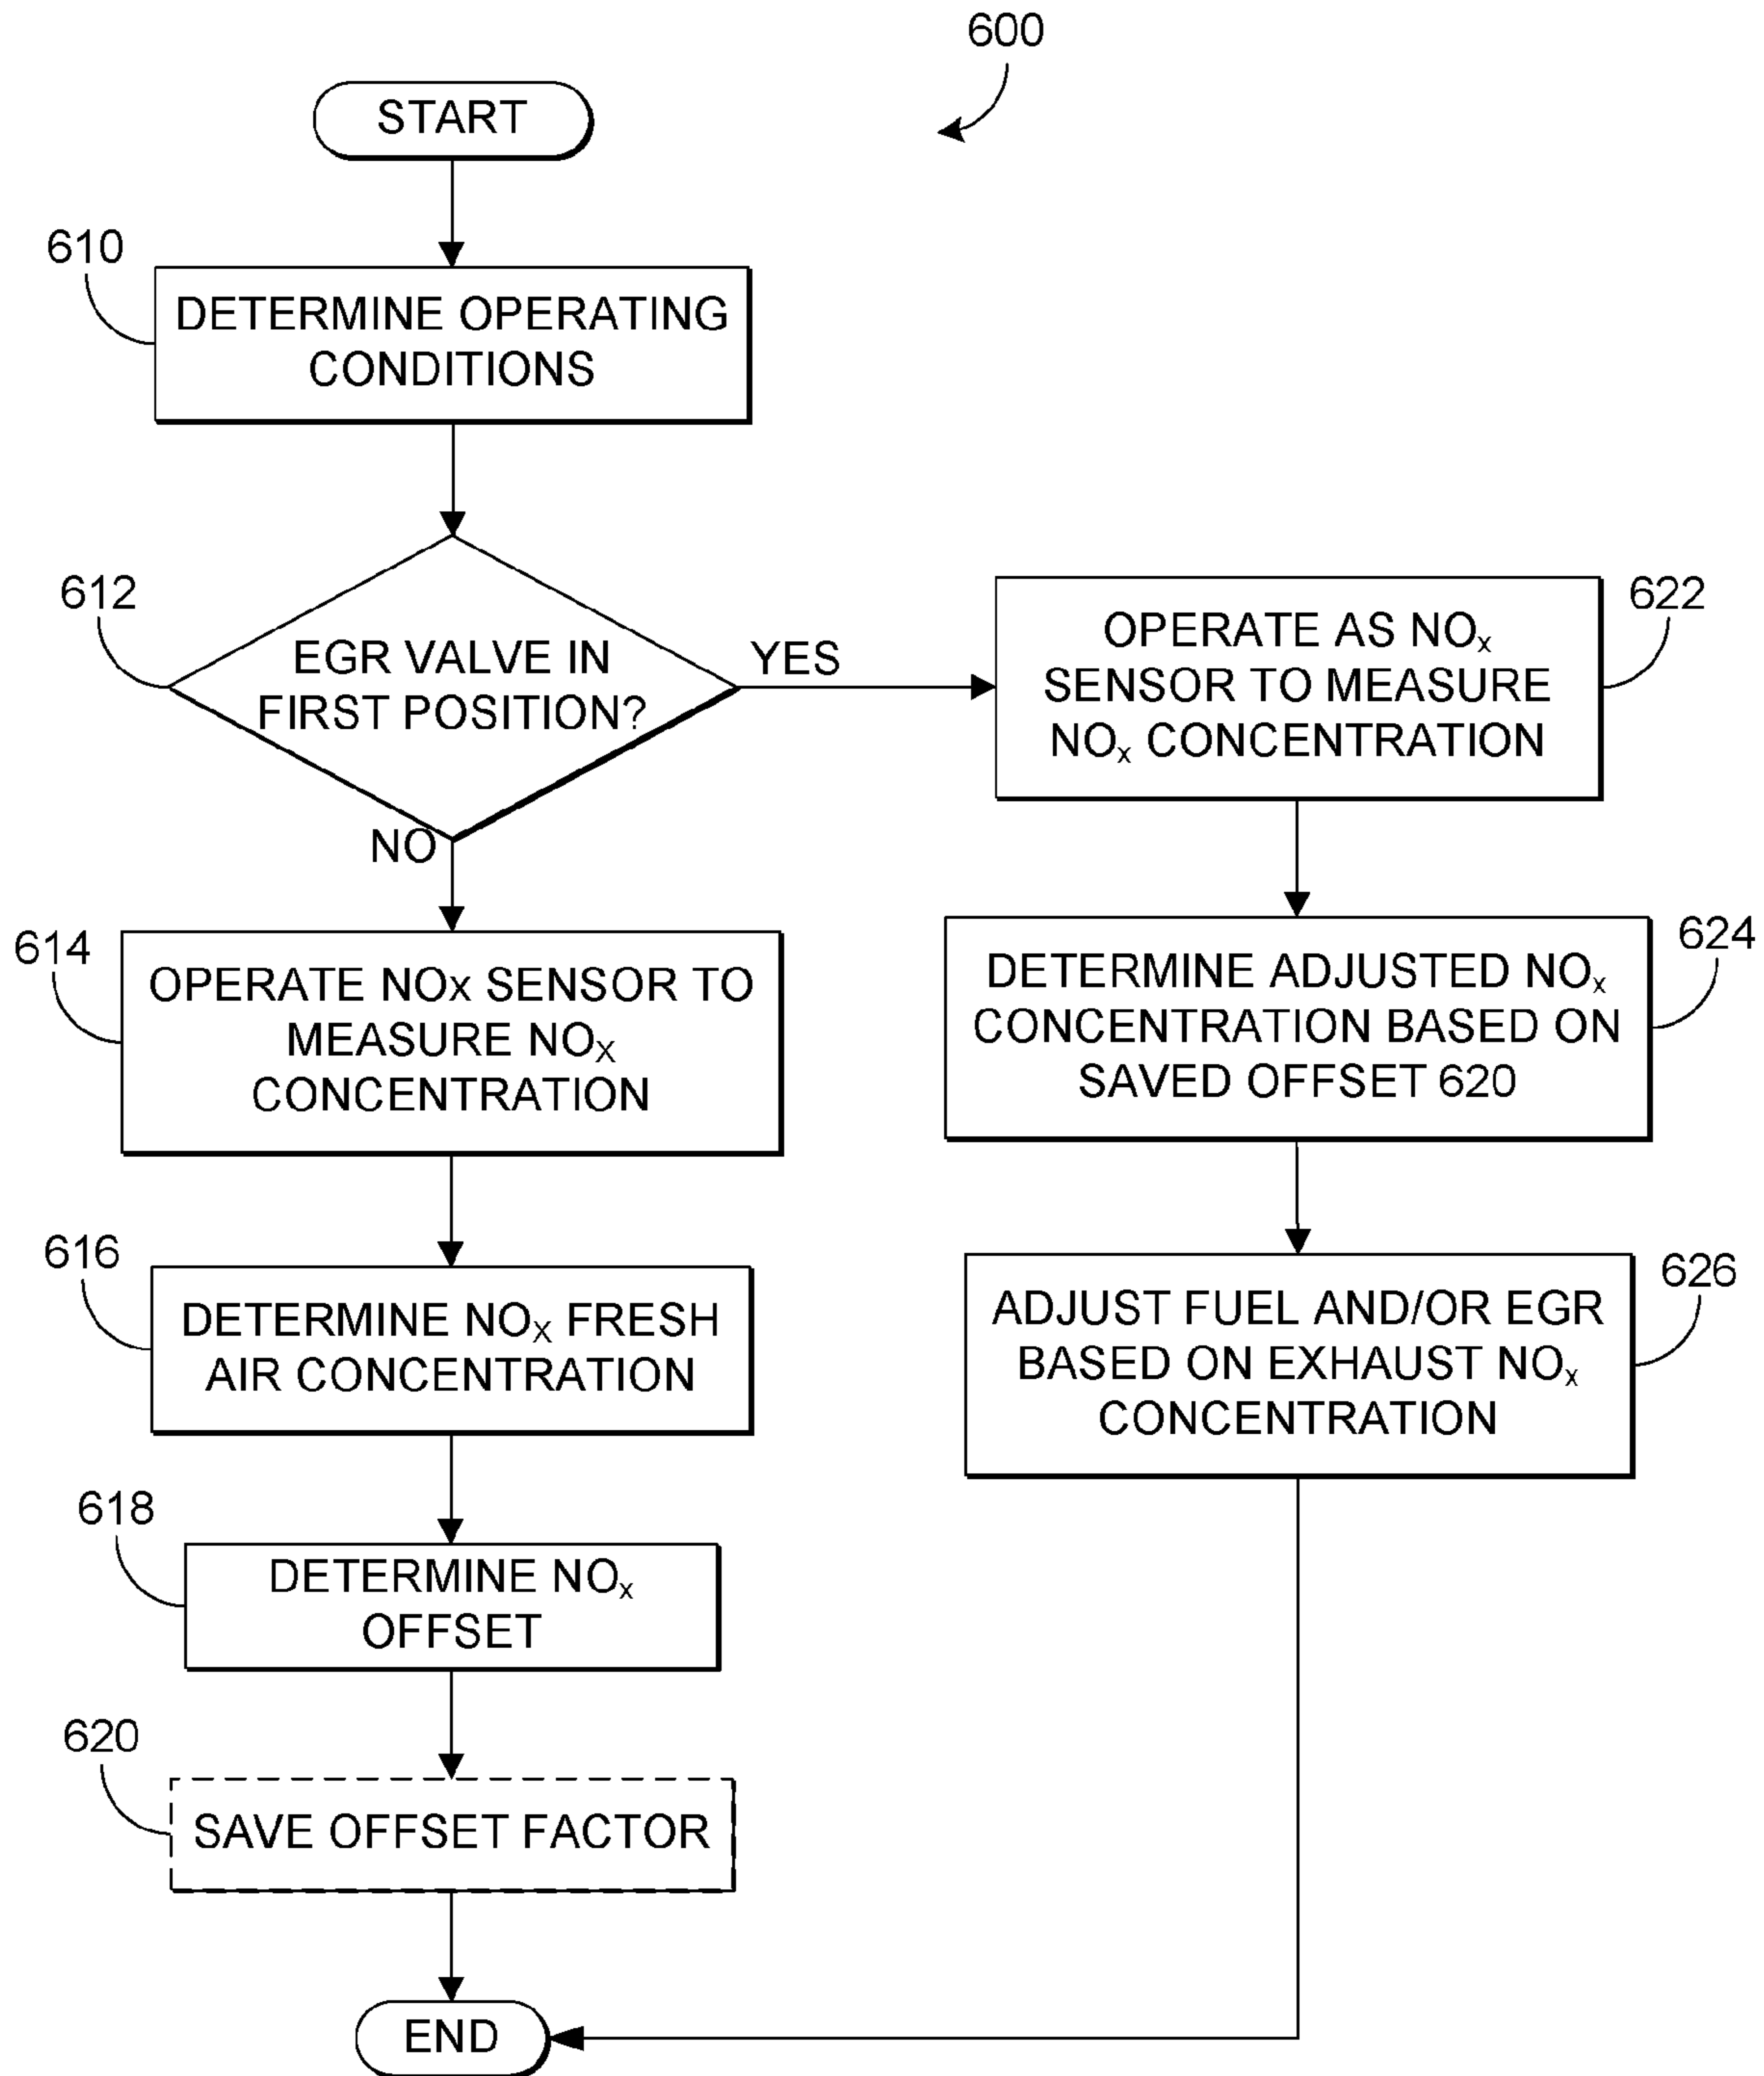 600
START
610
DETERMINE OPERATING
CONDITIONS
612
EGR VALVE IN
FIRST POSITION?
YES
NO
622
OPERATE AS NOₓ
SENSOR TO MEASURE
NOₓ CONCENTRATION
614
OPERATE NOx SENSOR TO
MEASURE NOₓ
CONCENTRATION
624
DETERMINE ADJUSTED NOₓ
CONCENTRATION BASED ON
SAVED OFFSET 620
616
DETERMINE NOₓ FRESH
AIR CONCENTRATION
626
ADJUST FUEL AND/OR EGR
BASED ON EXHAUST NOₓ
CONCENTRATION
618
DETERMINE NOₓ
OFFSET
620
SAVE OFFSET FACTOR
END